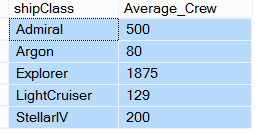 shipClass Average_Crew
Admiral 500
Argon 80
Explorer 1875
LightCruiser 129
StellarIV 200